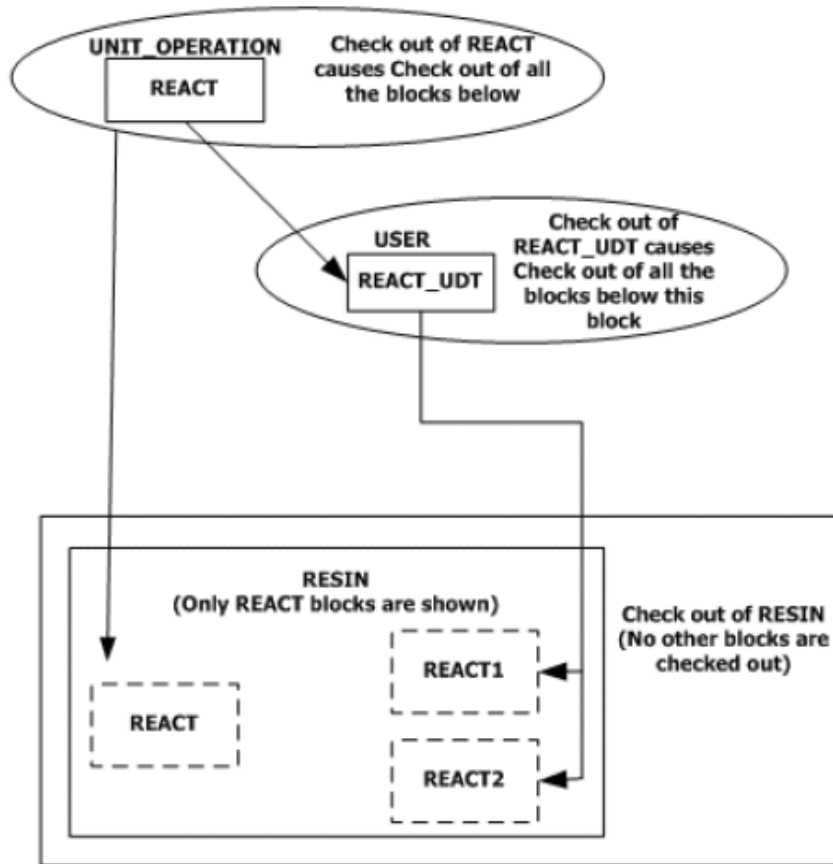 UNIT_OPERATION
REACT
Check out of REACT
causes Check out of all
the blocks below
USER
REACT_UDT
Check out of
REACT_UDT causes
Check out of all the
blocks below this
block
RESIN
(Only REACT blocks are shown)
REACT
REACT1
REACT2
Check out of RESIN
(No other blocks are
checked out)